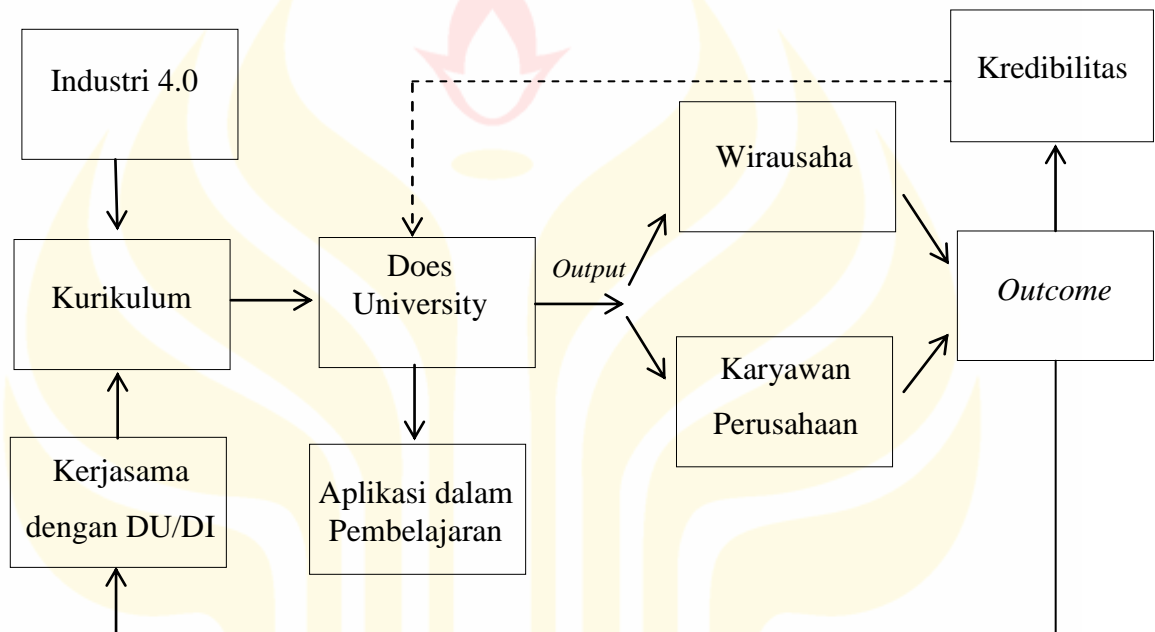 Industri 4.0
Kredibilitas
Wirausaha
Kurikulum
Does
University
Output
Outcome
Karyawan
Perusahaan
Kerjasama
dengan DU/DI
Aplikasi dalam
Pembelajaran